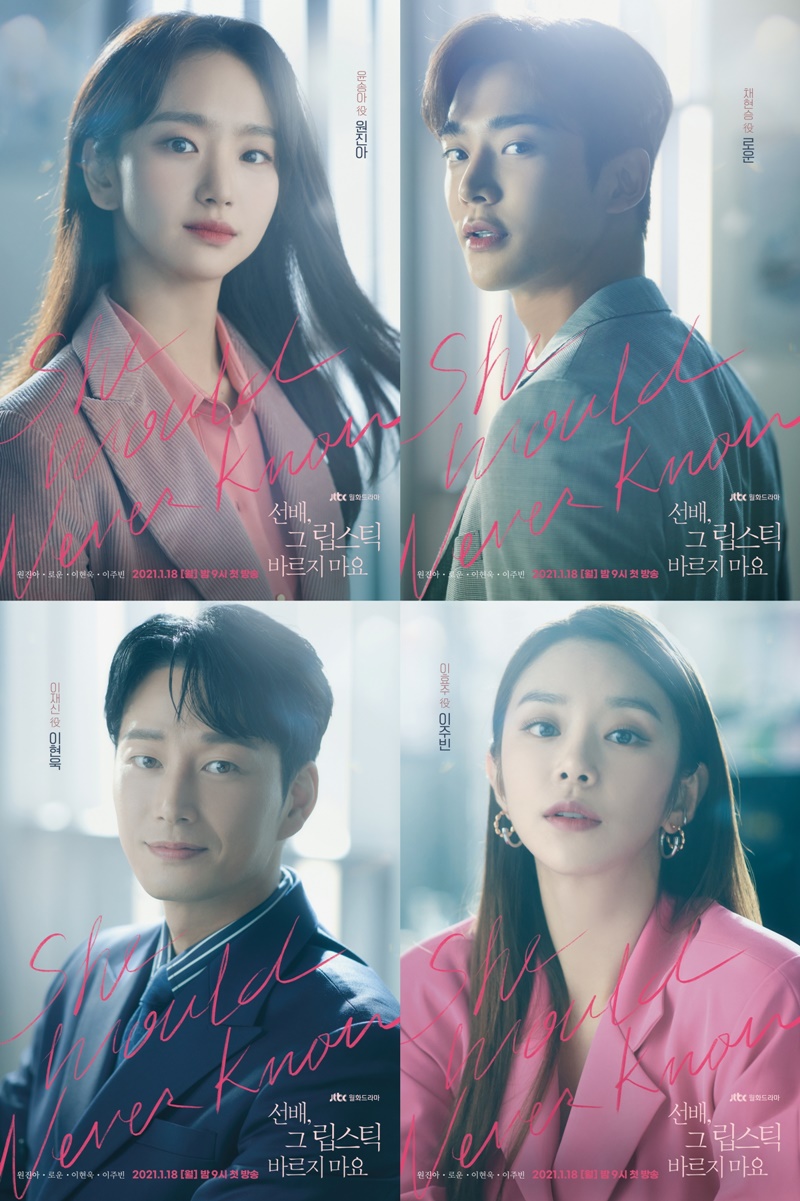 윤송아 役 원진아
She
would
Never Know
jtbc 월화드라마
선배,
그 립스틱
바르지 마요
원진아 · 로운 · 이현욱 · 이주빈 2021.1.18 [월] 밤 9시 첫 방송
채현승 役 로운
She
would
Never Know
jtbc 월화드라마
선배,
그 립스틱
바르지 마요
원진아 · 로운 · 이현욱 · 이주빈 2021.1.18 [월] 밤 9시 첫 방송
이재신 役 이현욱
She
would
Never Know
jtbc 월화드라마
선배,
그 립스틱
바르지 마요
원진아 · 로운 · 이현욱 · 이주빈 2021.1.18 [월] 밤 9시 첫 방송
이효주 役 이주빈
She
would
Never Know
jtbc 월화드라마
선배,
그 립스틱
바르지 마요
원진아 · 로운 · 이현욱 · 이주빈 2021.1.18 [월] 밤 9시 첫 방송